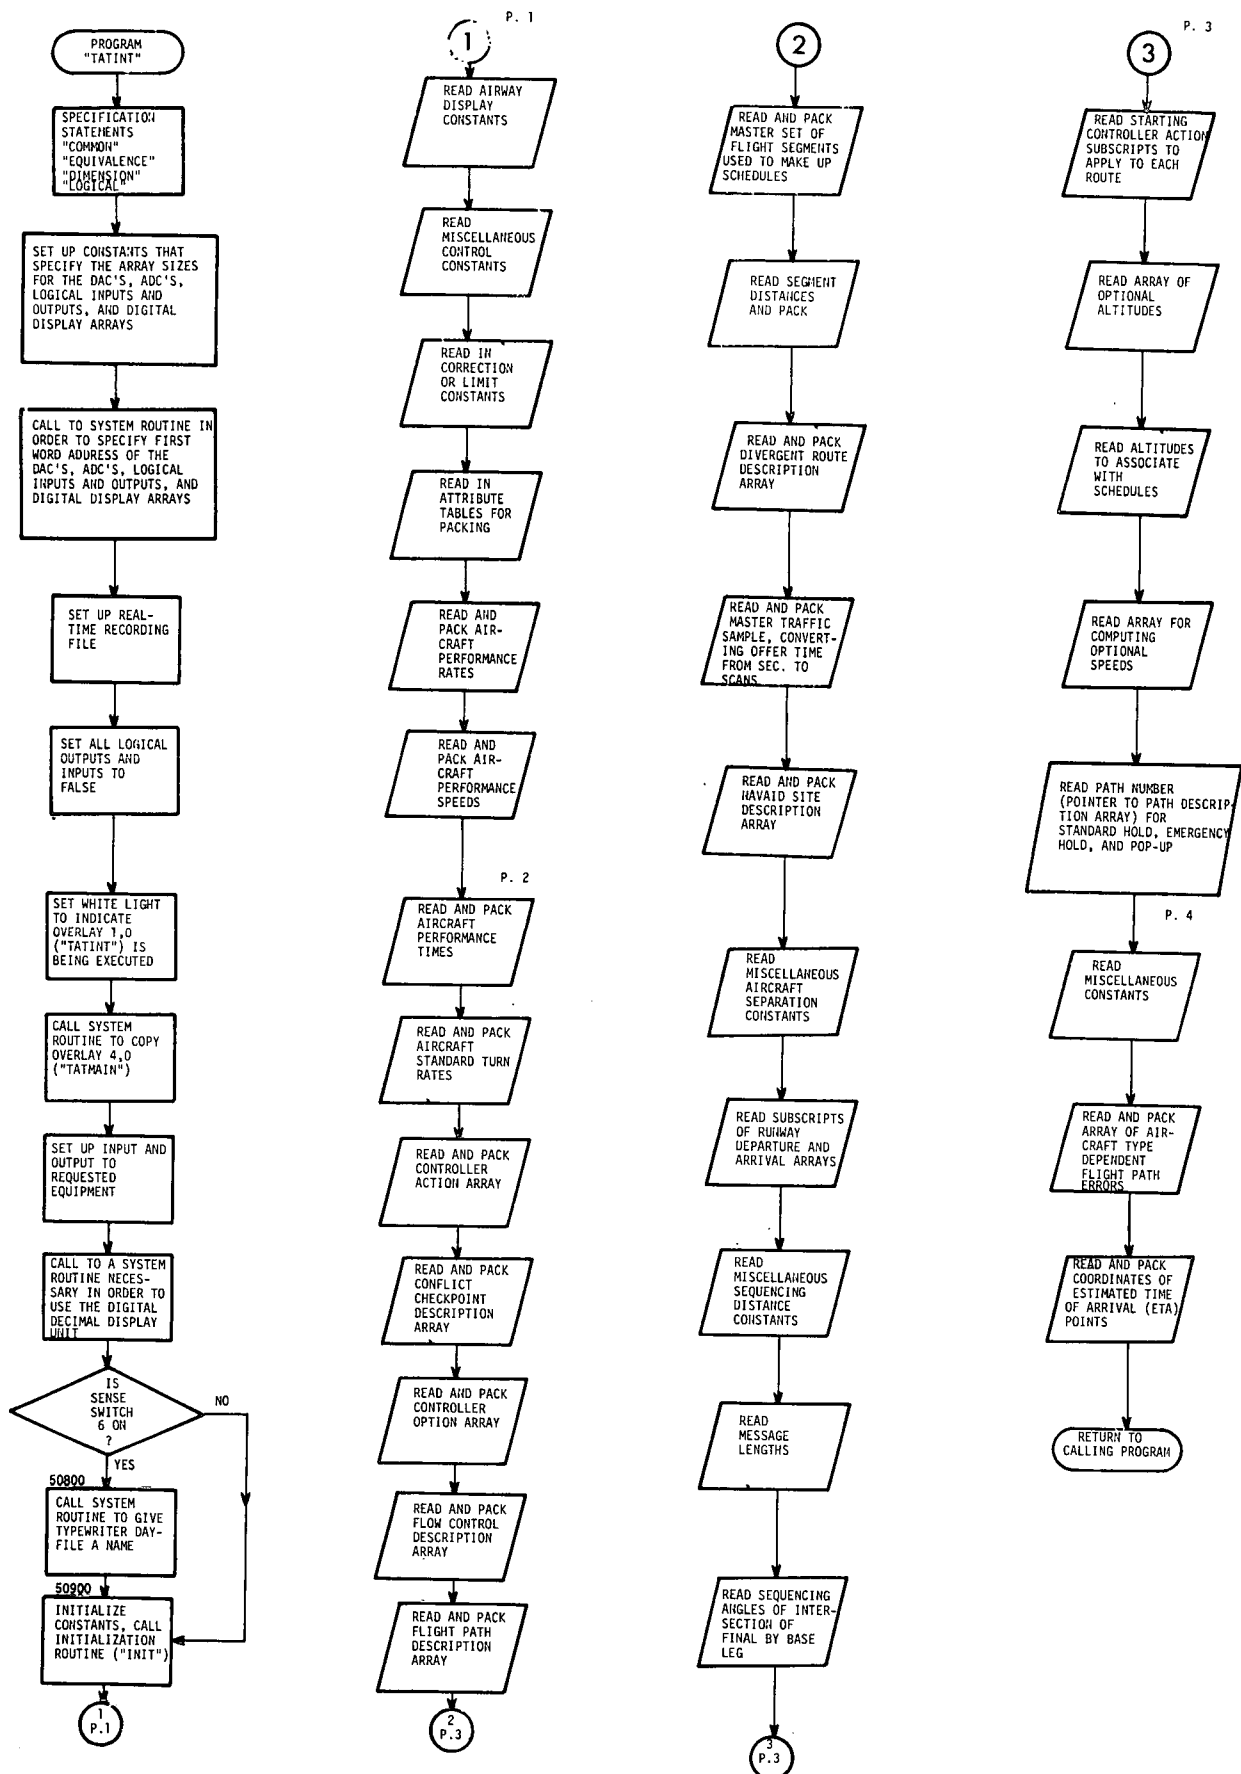 PROGRAM
"TATINT"
SPECIFICATION
STATEMENTS
"COMMON"
"EQUIVALENCE"
"DIMENSION"
"LOGICAL"
SET UP CONSTANTS THAT
SPECIFY THE ARRAY SIZES
FOR THE DAC'S, ADC'S,
LOGICAL INPUTS AND
OUTPUTS, AND DIGITAL
DISPLAY ARRAYS
CALL TO SYSTEM ROUTINE IN
ORDER TO SPECIFY FIRST
WORD ADURESS OF THE
DAC'S, ADC'S, LOGICAL
INPUTS AND OUTPUTS, AND
DIGITAL DISPLAY ARRAYS
SET UP REAL-
TIME RECORDING
FILE
SET ALL LOGICAL
OUTPUTS AND
INPUTS TO
FALSE
SET WHITE LIGHT
TO INDICATE
OVERLAY 1,0
("TATINT") IS
BEING EXECUTED
CALL SYSTEM
ROUTINE TO COPY
OVERLAY 4,0
("TATMAIN")
SET UP INPUT AND
OUTPUT TO
REQUESTED
EQUIPMENT
CALL TO A SYSTEM
ROUTINE NECES-
SARY IN ORDER TO
USE THE DIGITAL
DECIMAL DISPLAY
UNIT
IS
SENSE
SWITCH
6 ON
?
NO
YES
50800
CALL SYSTEM
ROUTINE TO GIVE
TYPEWRITER DAY-
FILE A NAME
50900
INITIALIZE
CONSTANTS, CALL
INITIALIZATION
ROUTINE ("INIT")
1
P.1
P. 1
1
READ AIRWAY
DISPLAY
CONSTANTS
READ
MISCELLANEOUS
CONTROL
CONSTANTS
READ IN
CORRECTION
OR LIMIT
CONSTANTS
READ IN
ATTRIBUTE
TABLES FOR
PACKING
READ AND
PACK AIR-
CRAFT
PERFORMANCE
RATES
READ AND
PACK AIR-
CRAFT
PERFORMANCE
SPEEDS
P. 2
READ AND PACK
AIRCRAFT
PERFORMANCE
TIMES
READ AND PACK
AIRCRAFT
STANDARD TURN
RATES
READ AND PACK
CONTROLLER
ACTION ARRAY
READ AND PACK
CONFLICT
CHECKPOINT
DESCRIPTION
ARRAY
READ AND PACK
CONTROLLER
OPTION ARRAY
READ AND PACK
FLOW CONTROL
DESCRIPTION
ARRAY
READ AND PACK
FLIGHT PATH
DESCRIPTION
ARRAY
2
P.3
2
READ AND PACK
MASTER SET OF
FLIGHT SEGMENTS
USED TO MAKE UP
SCHEDULES
READ SEGMENT
DISTANCES
AND PACK
READ AND PACK
DIVERGENT ROUTE
DESCRIPTION
ARRAY
READ AND PACK
MASTER TRAFFIC
SAMPLE, CONVERT-
ING OFFER TIME
FROM SEC. TO
SCANS
READ AND PACK
NAVAID SITE
DESCRIPTION
ARRAY
READ
MISCELLANEOUS
AIRCRAFT
SEPARATION
CONSTANTS
READ SUBSCRIPTS
OF RUNWAY
DEPARTURE AND
ARRIVAL ARRAYS
READ
MISCELLANEOUS
SEQUENCING
DISTANCE
CONSTANTS
READ
MESSAGE
LENGTHS
READ SEQUENCING
ANGLES OF INTER-
SECTION OF
FINAL BY BASE
LEG
3
P.3
P. 3
3
READ STARTING
CONTROLLER ACTION
SUBSCRIPTS TO
APPLY TO EACH
ROUTE
READ ARRAY OF
OPTIONAL
ALTITUDES
READ ALTITUDES
TO ASSOCIATE
WITH
SCHEDULES
READ ARRAY FOR
COMPUTING
OPTIONAL
SPEEDS
READ PATH NUMBER
(POINTER TO PATH DESCRIP-
TION ARRAY) FOR
STANDARD HOLD, EMERGENCY
HOLD, AND POP-UP
P. 4
READ
MISCELLANEOUS
CONSTANTS
READ AND PACK
ARRAY OF AIR-
CRAFT TYPE
DEPENDENT
FLIGHT PATH
ERRORS
READ AND PACK
COORDINATES OF
ESTIMATED TIME
OF ARRIVAL (ETA)
POINTS
RETURN TO
CALLING PROGRAM